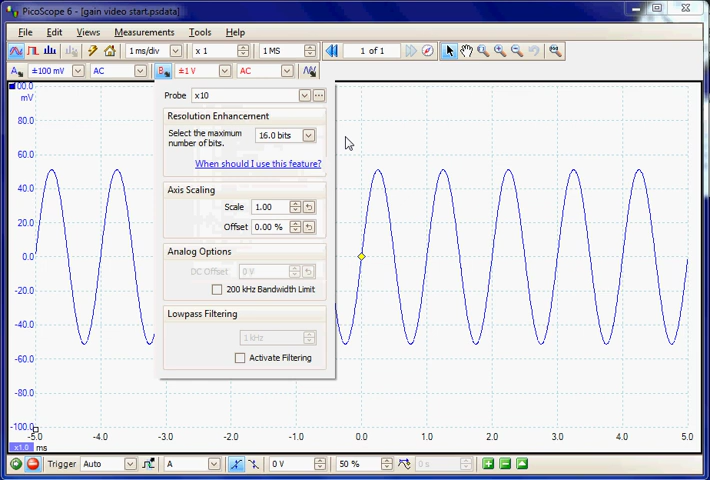 PicoScope 6 - [gain video start.psdata]
File Edit Views Measurements Tools Help
1 ms/div x 1 1 MS 1 of 1
A ±100 mV AC B ±1 V AC
100.0
mV
80.0
60.0
40.0
20.0
0.0
-20.0
-40.0
-60.0
-80.0
-100.0
Probe x10
Resolution Enhancement
Select the maximum
number of bits. 16.0 bits
When should I use this feature?
Axis Scaling
Scale 1.00
Offset 0.00 %
Analog Options
DC Offset 0 V
200 kHz Bandwidth Limit
Lowpass Filtering
1 kHz
Activate Filtering
-5.0 -4.0 -3.0 -2.0 -1.0 0.0 1.0 2.0 3.0 4.0 5.0
x1.0 ms
Trigger Auto A 0 V 50 % 0 s